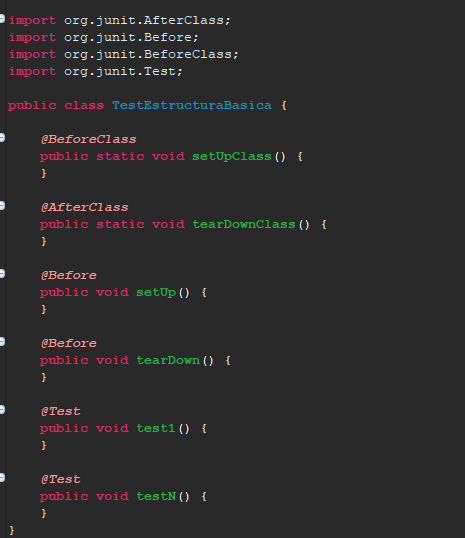 import org.junit.AfterClass;
import org.junit.Before;
import org.junit.BeforeClass;
import org.junit.Test;
public class TestEstructuraBasica {
@BeforeClass
public static void setUpClass() {
}
@AfterClass
public static void tearDownClass() {
}
@Before
public void setUp() {
}
@Before
public void tearDown() {
}
@Test
public void test1() {
}
@Test
public void testN() {
}
}